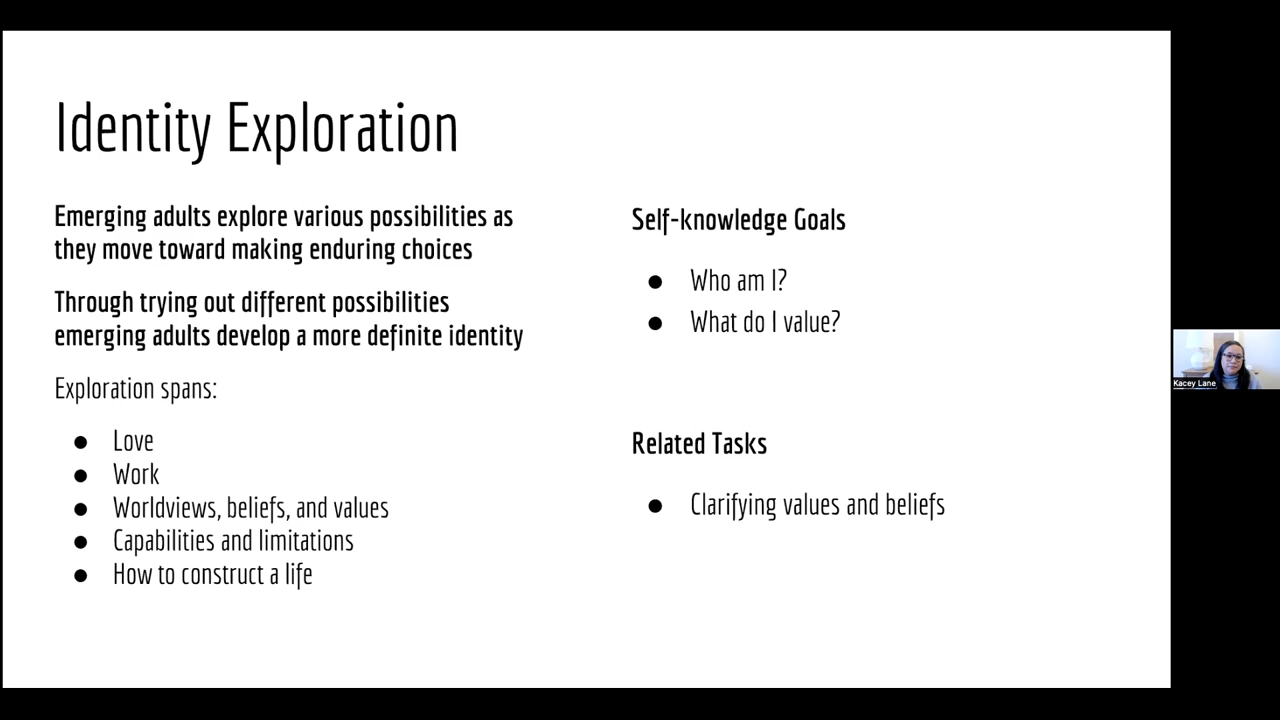 Identity Exploration
Emerging adults explore various possibilities as
they move toward making enduring choices
Through trying out different possibilities
emerging adults develop a more definite identity
Exploration spans:
● Love
● Work
● Worldviews, beliefs, and values
● Capabilities and limitations
● How to construct a life
Self-knowledge Goals
● Who am I?
● What do I value?
Related Tasks
● Clarifying values and beliefs
Kacey Lane